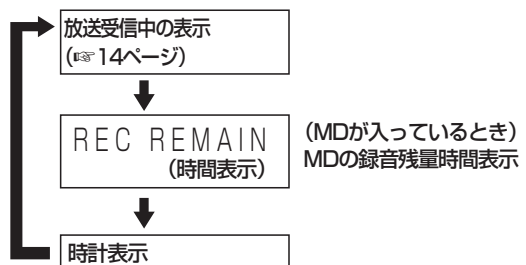 放送受信中の表示
(☞14ページ)
REC REMAIN
(時間表示)
(MDが入っているとき)
MDの録音残量時間表示
時計表示